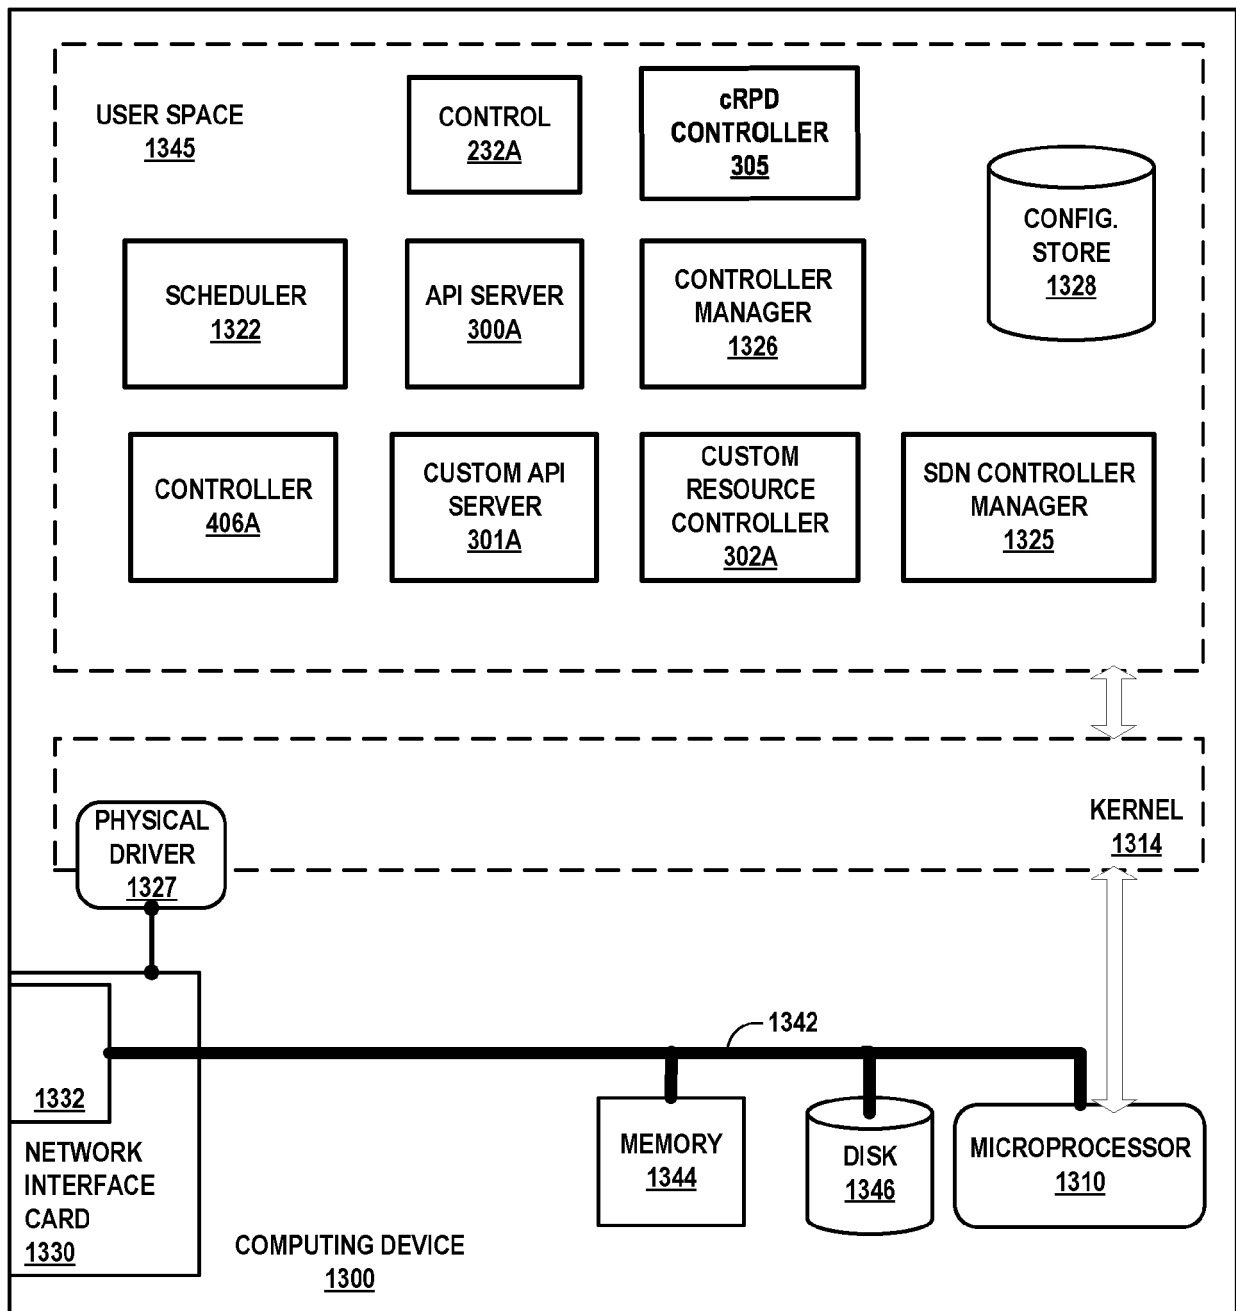 USER SPACE
1345
CONTROL
232A
cRPD
CONTROLLER
305
CONFIG.
STORE
1328
SCHEDULER
1322
API SERVER
300A
CONTROLLER
MANAGER
1326
CONTROLLER
406A
CUSTOM API
SERVER
301A
CUSTOM
RESOURCE
CONTROLLER
302A
SDN CONTROLLER
MANAGER
1325
KERNEL
1314
PHYSICAL
DRIVER
1327
1342
1332
NETWORK
INTERFACE
CARD
1330
MEMORY
1344
DISK
1346
MICROPROCESSOR
1310
COMPUTING DEVICE
1300